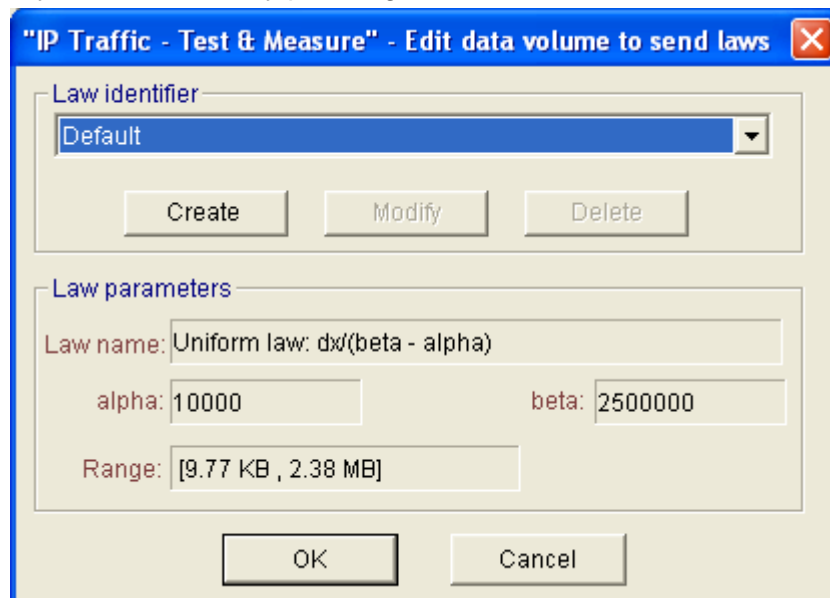 "IP Traffic - Test & Measure" - Edit data volume to send laws
Law identifier
Default
Create Modify Delete
Law parameters
Law name: Uniform law: dx/(beta - alpha)
alpha: 10000 beta: 2500000
Range: [9.77 KB , 2.38 MB]
OK Cancel